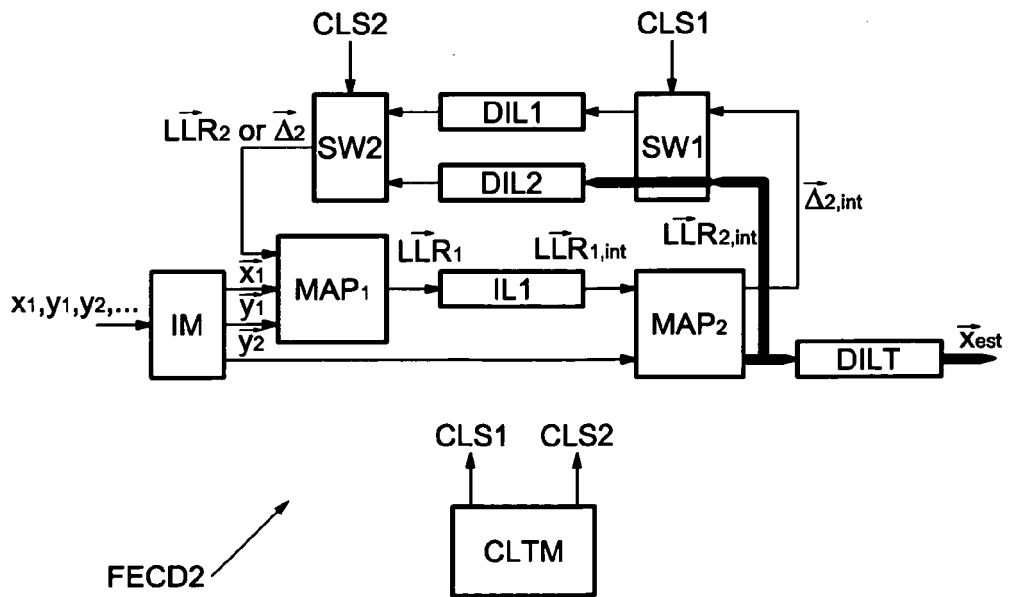 CLS2 CLS1
DIL1
LLR2 or Δ2
SW2 SW1
DIL2
Δ2,int
LLR2,int
LLR1 LLR1,int
x1
MAP1 IL1
x1,y1,y2,... IM y1 MAP2
y2
xest
DILT
CLS1 CLS2
CLTM
FECD2